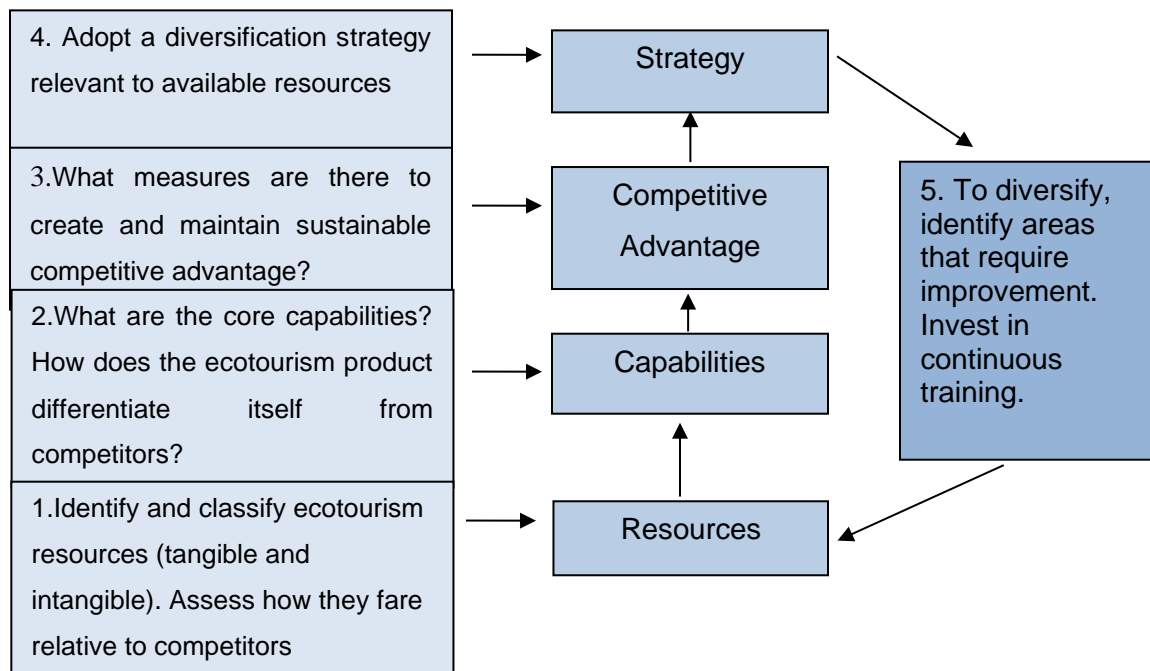 4. Adopt a diversification strategy
relevant to available resources
Strategy
3.What measures are there to
create and maintain sustainable
competitive advantage?
Competitive
Advantage
5. To diversify,
identify areas
that require
improvement.
Invest in
continuous
training.
2.What are the core capabilities?
How does the ecotourism product
differentiate itself from
competitors?
Capabilities
1.Identify and classify ecotourism
resources (tangible and
intangible). Assess how they fare
relative to competitors
Resources